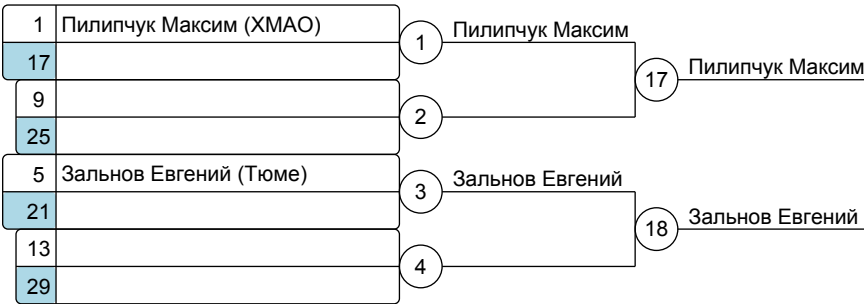 1 Пилипчук Максим (ХМАО)
1 Пилипчук Максим
17
17 Пилипчук Максим
9
2
25
5 Зальнов Евгений (Тюме)
3 Зальнов Евгений
21
18 Зальнов Евгений
13
4
29